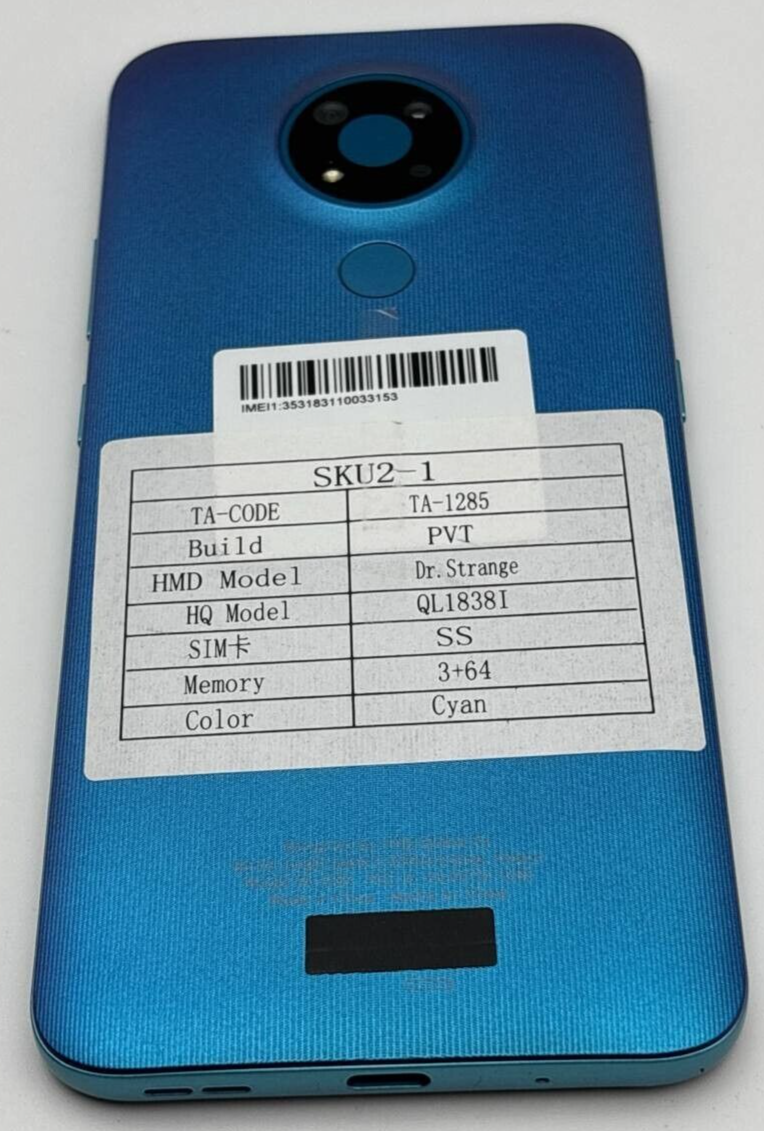 IMEI1:353183110033153
SKU2-1
TA-CODE TA-1285
Build PVT
HMD Model Dr.Strange
HQ Model QL1838I
SIM卡 SS
Memory 3+64
Color Cyan